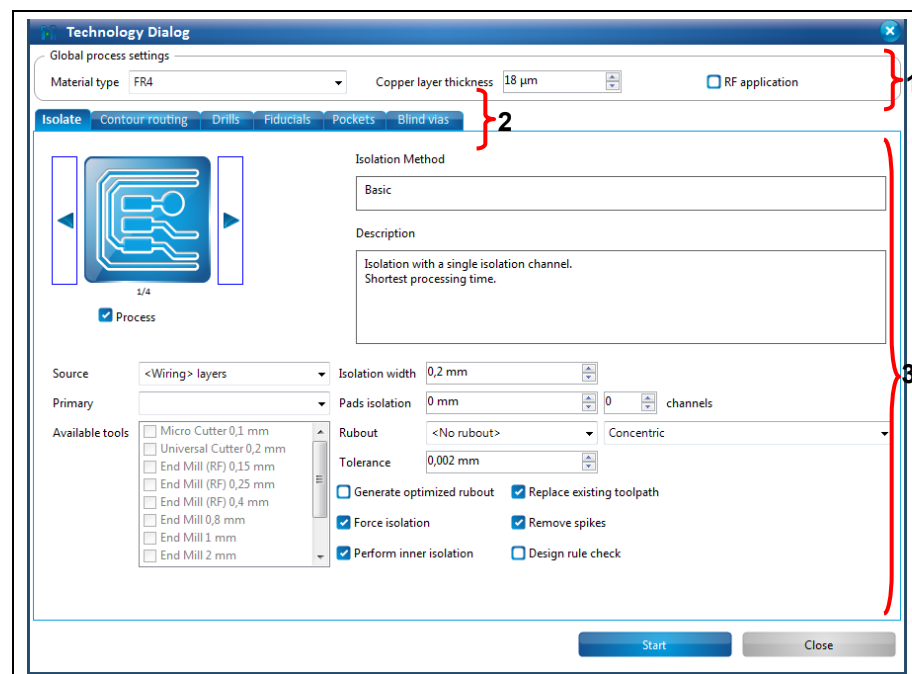 Technology Dialog
Global process settings
Material type FR4 Copper layer thickness 18 µm RF application
1
Isolate Contour routing Drills Fiducials Pockets Blind vias
2
Isolation Method
Basic
Description
Isolation with a single isolation channel.
Shortest processing time.
1/4
Process
3
Source <Wiring> layers Isolation width 0,2 mm
Primary Pads isolation 0 mm 0 channels
Available tools Micro Cutter 0,1 mm Rubout <No rubout> Concentric
Universal Cutter 0,2 mm
End Mill (RF) 0,15 mm Tolerance 0,002 mm
End Mill (RF) 0,25 mm Generate optimized rubout Replace existing toolpath
End Mill (RF) 0,4 mm
End Mill 0,8 mm Force isolation Remove spikes
End Mill 1 mm
End Mill 2 mm Perform inner isolation Design rule check
Start Close